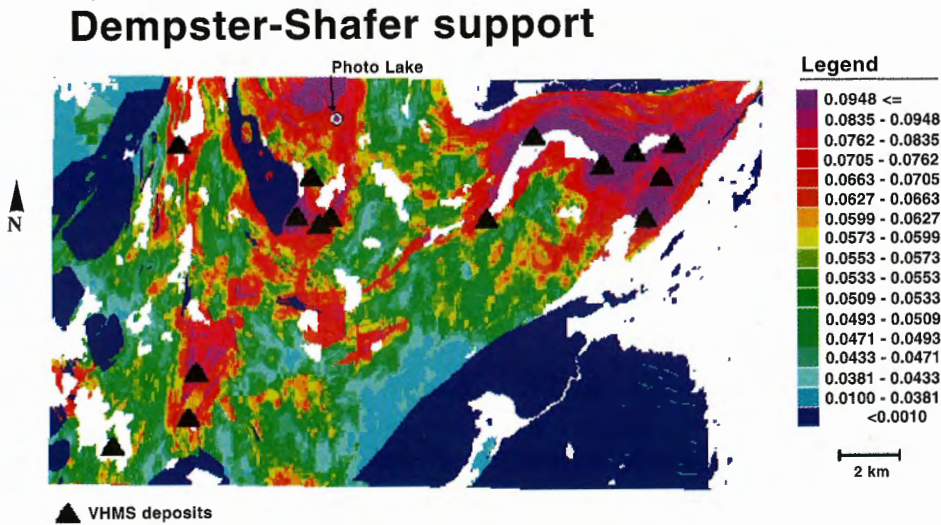 Dempster-Shafer support
Photo Lake
Legend
0.0948 <=
0.0835 - 0.0948
0.0762 - 0.0835
0.0705 - 0.0762
0.0663 - 0.0705
0.0627 - 0.0663
0.0599 - 0.0627
0.0573 - 0.0599
0.0553 - 0.0573
0.0533 - 0.0553
0.0509 - 0.0533
0.0493 - 0.0509
0.0471 - 0.0493
0.0433 - 0.0471
0.0381 - 0.0433
0.0100 - 0.0381
<0.0010
N
2 km
VHMS deposits